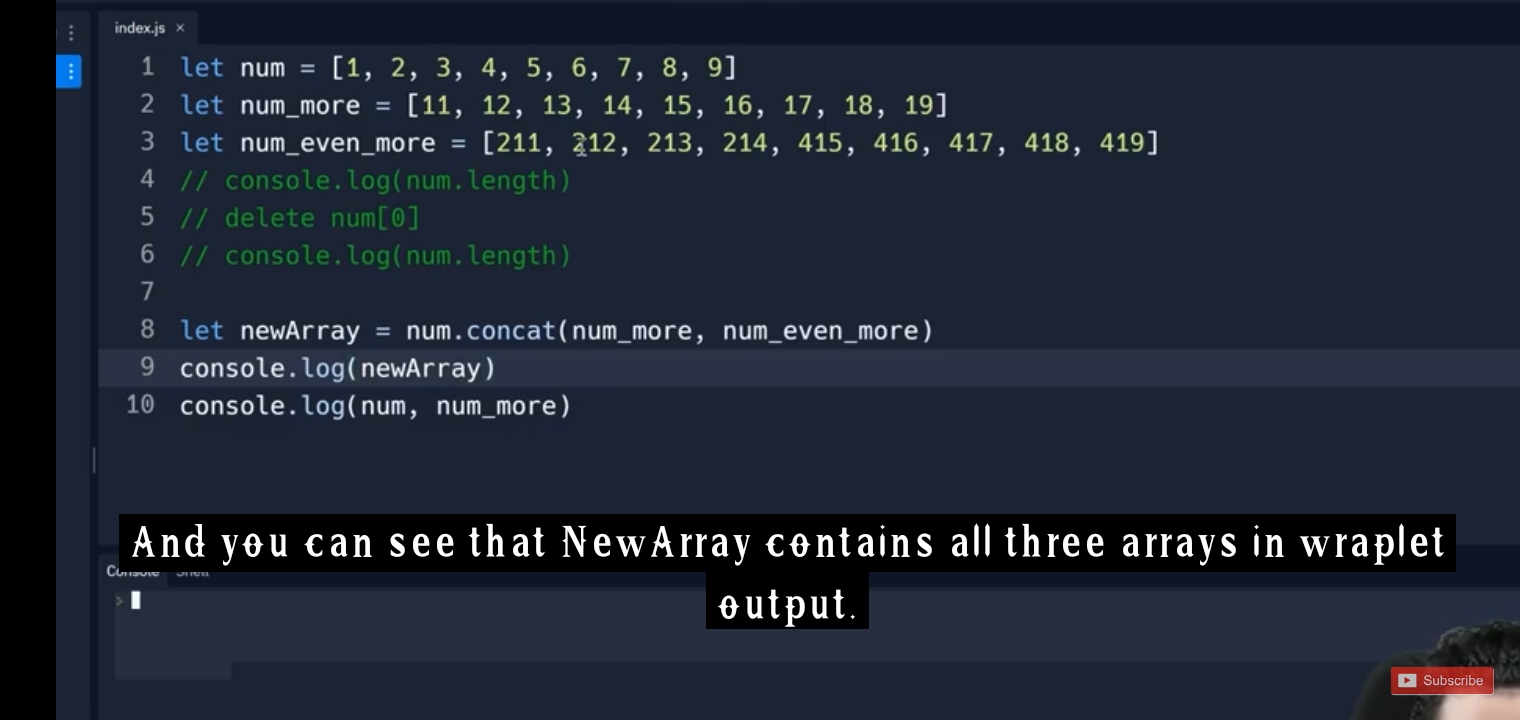 index.js ×
1 let num = [1, 2, 3, 4, 5, 6, 7, 8, 9]
2 let num_more = [11, 12, 13, 14, 15, 16, 17, 18, 19]
3 let num_even_more = [211, 212, 213, 214, 415, 416, 417, 418, 419]
4 // console.log(num.length)
5 // delete num[0]
6 // console.log(num.length)
7
8 let newArray = num.concat(num_more, num_even_more)
9 console.log(newArray)
10 console.log(num, num_more)
And you can see that NewArray contains all three arrays in wraplet
output.
Console Shell
>
Subscribe